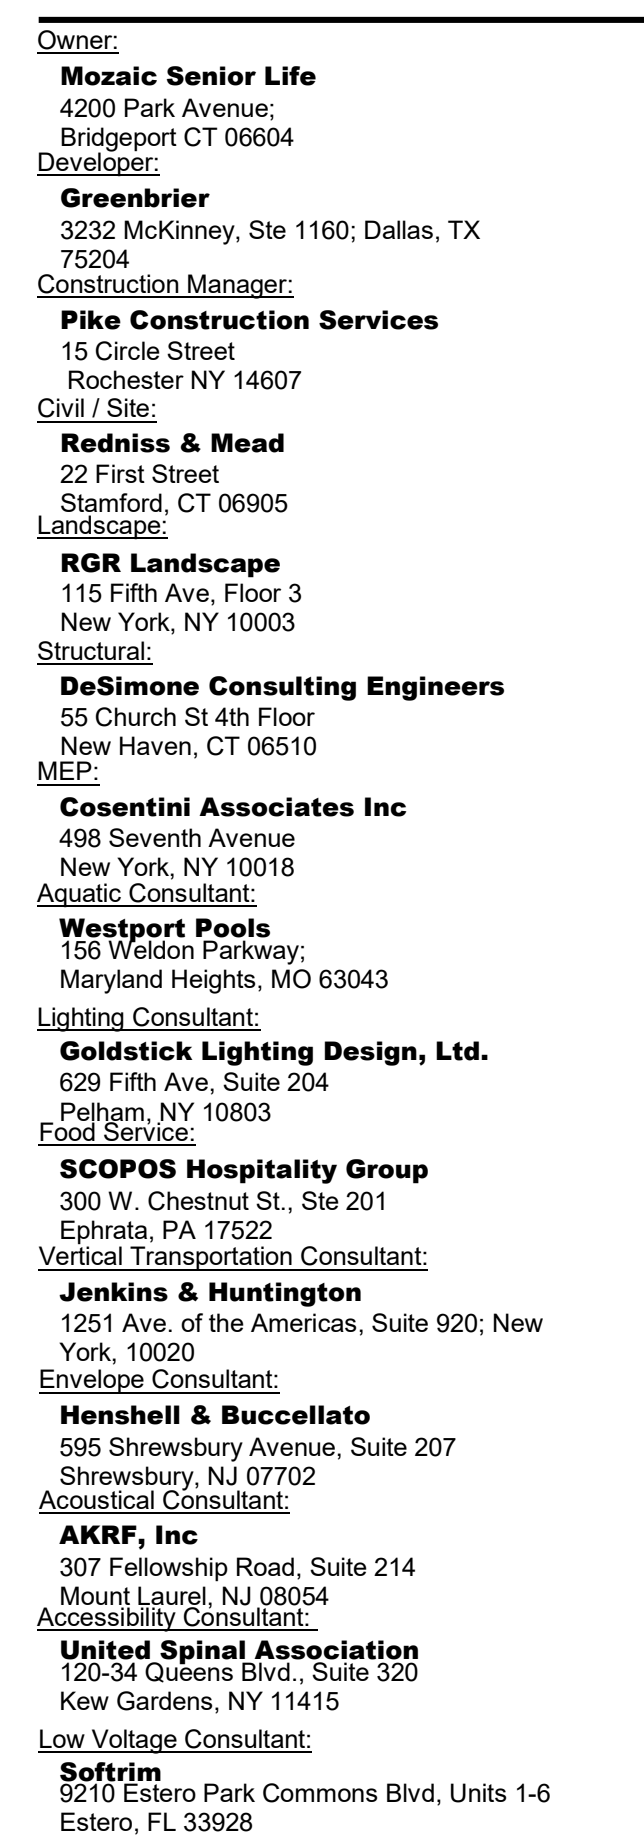 Owner:
Mozaic Senior Life
4200 Park Avenue;
Bridgeport CT 06604
Developer:
Greenbrier
3232 McKinney, Ste 1160; Dallas, TX
75204
Construction Manager:
Pike Construction Services
15 Circle Street
Rochester NY 14607
Civil / Site:
Redniss & Mead
22 First Street
Stamford, CT 06905
Landscape:
RGR Landscape
115 Fifth Ave, Floor 3
New York, NY 10003
Structural:
DeSimone Consulting Engineers
55 Church St 4th Floor
New Haven, CT 06510
MEP:
Cosentini Associates Inc
498 Seventh Avenue
New York, NY 10018
Aquatic Consultant:
Westport Pools
156 Weldon Parkway;
Maryland Heights, MO 63043
Lighting Consultant:
Goldstick Lighting Design, Ltd.
629 Fifth Ave, Suite 204
Pelham, NY 10803
Food Service:
SCOPOS Hospitality Group
300 W. Chestnut St., Ste 201
Ephrata, PA 17522
Vertical Transportation Consultant:
Jenkins & Huntington
1251 Ave. of the Americas, Suite 920; New
York, 10020
Envelope Consultant:
Henshell & Buccellato
595 Shrewsbury Avenue, Suite 207
Shrewsbury, NJ 07702
Acoustical Consultant:
AKRF, Inc
307 Fellowship Road, Suite 214
Mount Laurel, NJ 08054
Accessibility Consultant:
United Spinal Association
120-34 Queens Blvd., Suite 320
Kew Gardens, NY 11415
Low Voltage Consultant:
Softrim
9210 Estero Park Commons Blvd, Units 1-6
Estero, FL 33928